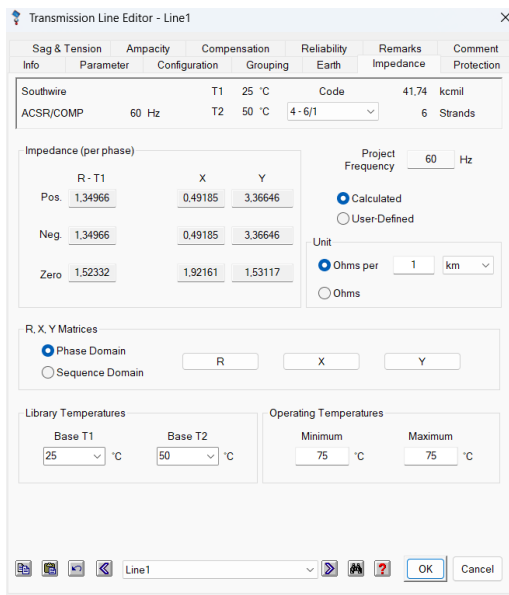 Transmission Line Editor - Line1
Sag & Tension Ampacity Compensation Reliability Remarks Comment
Info Parameter Configuration Grouping Earth Impedance Protection
Southwire T1 25 °C Code 41,74 kcmil
ACSR/COMP 60 Hz T2 50 °C 4 - 6/1 6 Strands
Impedance (per phase)
R - T1 X Y
Pos. 1,34966 0,49185 3,36646
Neg. 1,34966 0,49185 3,36646
Zero 1,52332 1,92161 1,53117
Project Frequency 60 Hz
Calculated
User-Defined
Unit
Ohms per 1 km
Ohms
R, X, Y Matrices
Phase Domain
Sequence Domain
R X Y
Library Temperatures
Base T1 Base T2
25 °C 50 °C
Operating Temperatures
Minimum Maximum
75 °C 75 °C
Line1 ? OK Cancel